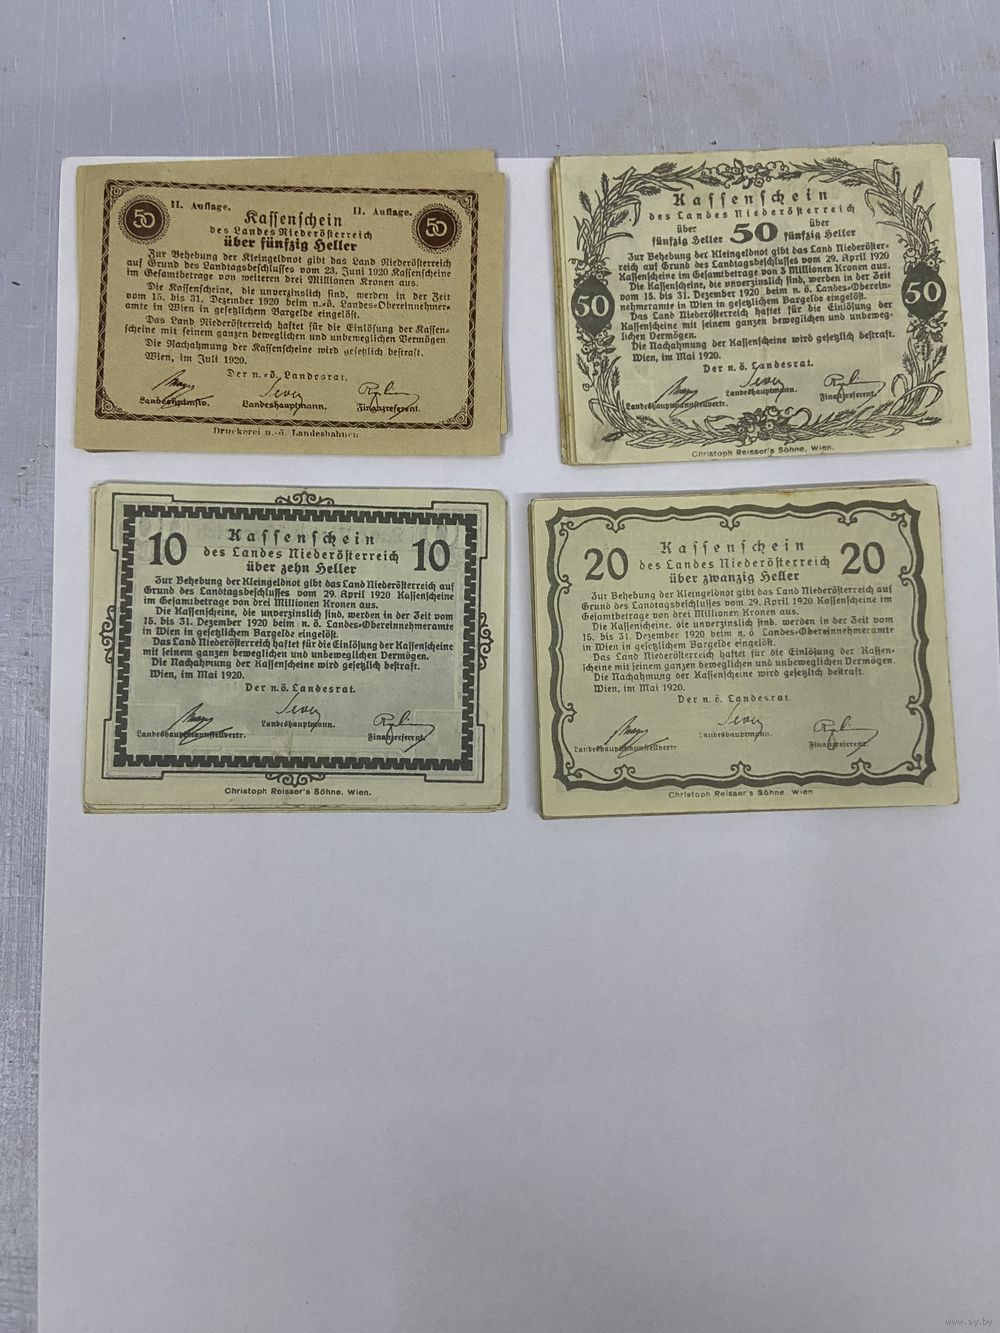 50
II. Auflage.
II. Auflage.
50
Kassenschein
des Landes Niederösterreich
über fünfzig Heller
Zur Behebung der Kleingeldnot gibt das Land Niederösterreich
auf Grund des Landtagsbeschlusses vom 23. Juni 1920 Kassenscheine
im Gesamtbetrage von weiteren drei Millionen Kronen aus.
Die Kassenscheine, die unverzinslich sind, werden in der Zeit
vom 15. bis 31. Dezember 1920 beim n.-ö. Landes-Obereinnehmer-
amte in Wien in gesetzlichem Bargelde eingelöst.
Das Land Niederösterreich haftet für die Einlösung der Kassen-
scheine mit seinem ganzen beweglichen und unbeweglichen Vermögen.
Die Nachahmung der Kassenscheine wird gesetzlich bestraft.
Wien, im Juli 1920.
Der n.-ö. Landesrat.
Landeshptmstv.
Landeshauptmann.
Finanzreferent.
Druckerei n.-ö. Landesbahnen.
Kassenschein
des Landes Niederösterreich
über
50
über
fünfzig Heller
fünfzig Heller
Zur Behebung der Kleingeldnot gibt das Land Niederöster-
reich auf Grund des Landtagsbeschlusses vom 29. April 1920
Kassenscheine im Gesamtbetrage von 3 Millionen Kronen aus.
Die Kassenscheine, die unverzinslich sind, werden in der Zeit
vom 15. bis 31. Dezember 1920 beim n. ö. Landes-Oberein-
nehmeramte in Wien in gesetzlichem Bargelde eingelöst.
Das Land Niederösterreich haftet für die Einlösung der
Kassenscheine mit seinem ganzen beweglichen und unbeweg-
lichen Vermögen.
Die Nachahmung der Kassenscheine wird gesetzlich bestraft.
Wien, im Mai 1920.
50
50
Der n. ö. Landesrat.
Landeshauptmannstellvertr.
Landeshauptmann.
Finanzreferent.
Christoph Reisser's Söhne, Wien.
10
Kassenschein
10
des Landes Niederösterreich
über zehn Heller
Zur Behebung der Kleingeldnot gibt das Land Niederösterreich auf
Grund des Landtagsbeschlusses vom 29. April 1920 Kassenscheine
im Gesamtbetrage von drei Millionen Kronen aus.
Die Kassenscheine, die unverzinslich sind, werden in der Zeit vom
15. bis 31. Dezember 1920 beim n. ö. Landes-Obereinnehmeramte
in Wien in gesetzlichem Bargelde eingelöst.
Das Land Niederösterreich haftet für die Einlösung der Kassenscheine
mit seinem ganzen beweglichen und unbeweglichen Vermögen.
Die Nachahmung der Kassenscheine wird gesetzlich bestraft.
Wien, im Mai 1920.
Der n. ö. Landesrat.
Landeshauptmannstellvertr.
Landeshauptmann.
Finanzreferent.
Christoph Reisser's Söhne, Wien.
20
Kassenschein
20
des Landes Niederösterreich
über zwanzig Heller
Zur Behebung der Kleingeldnot gibt das Land Niederösterreich auf
Grund des Landtagsbeschlusses vom 29. April 1920 Kassenscheine im
Gesamtbetrage von drei Millionen Kronen aus.
Die Kassenscheine, die unverzinslich sind, werden in der Zeit vom
15. bis 31. Dezember 1920 beim n. ö. Landes-Obereinnehmeramte
in Wien in gesetzlichem Bargelde eingelöst.
Das Land Niederösterreich haftet für die Einlösung der Kassen-
scheine mit seinem ganzen beweglichen und unbeweglichen Vermögen.
Die Nachahmung der Kassenscheine wird gesetzlich bestraft.
Wien, im Mai 1920.
Der n. ö. Landesrat.
Landeshauptmannstellvertr
Landeshauptmann.
Finanzreferent.
Christoph Reisser's Söhne, Wien
www.ay.by